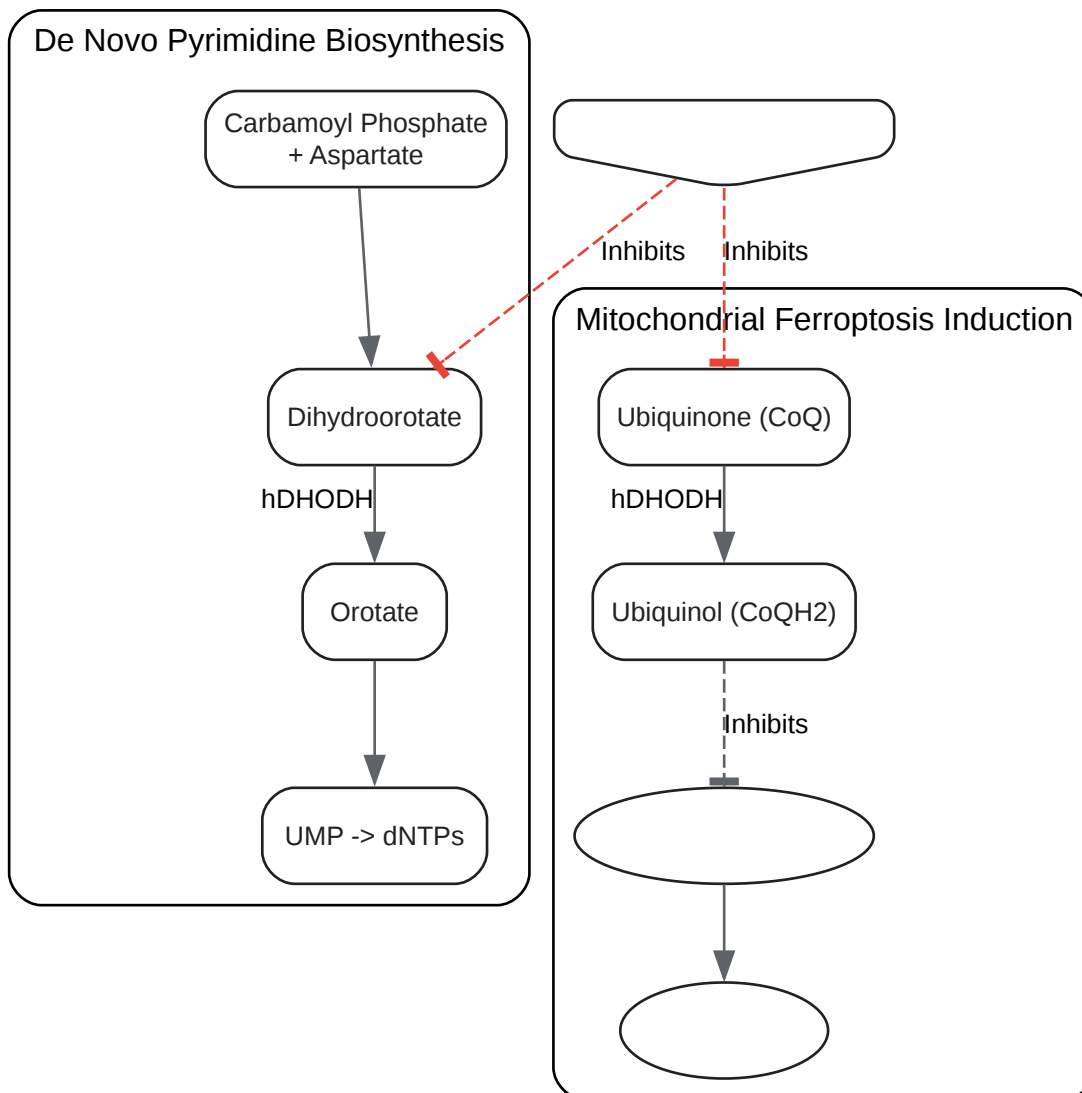 De Novo Pyrimidine Biosynthesis
Carbamoyl Phosphate
+ Aspartate
Inhibits
Inhibits
Mitochondrial Ferroptosis Induction
Dihydroorotate
Ubiquinone (CoQ)
hDHODH
hDHODH
Orotate
Ubiquinol (CoQH2)
Inhibits
UMP -> dNTPs